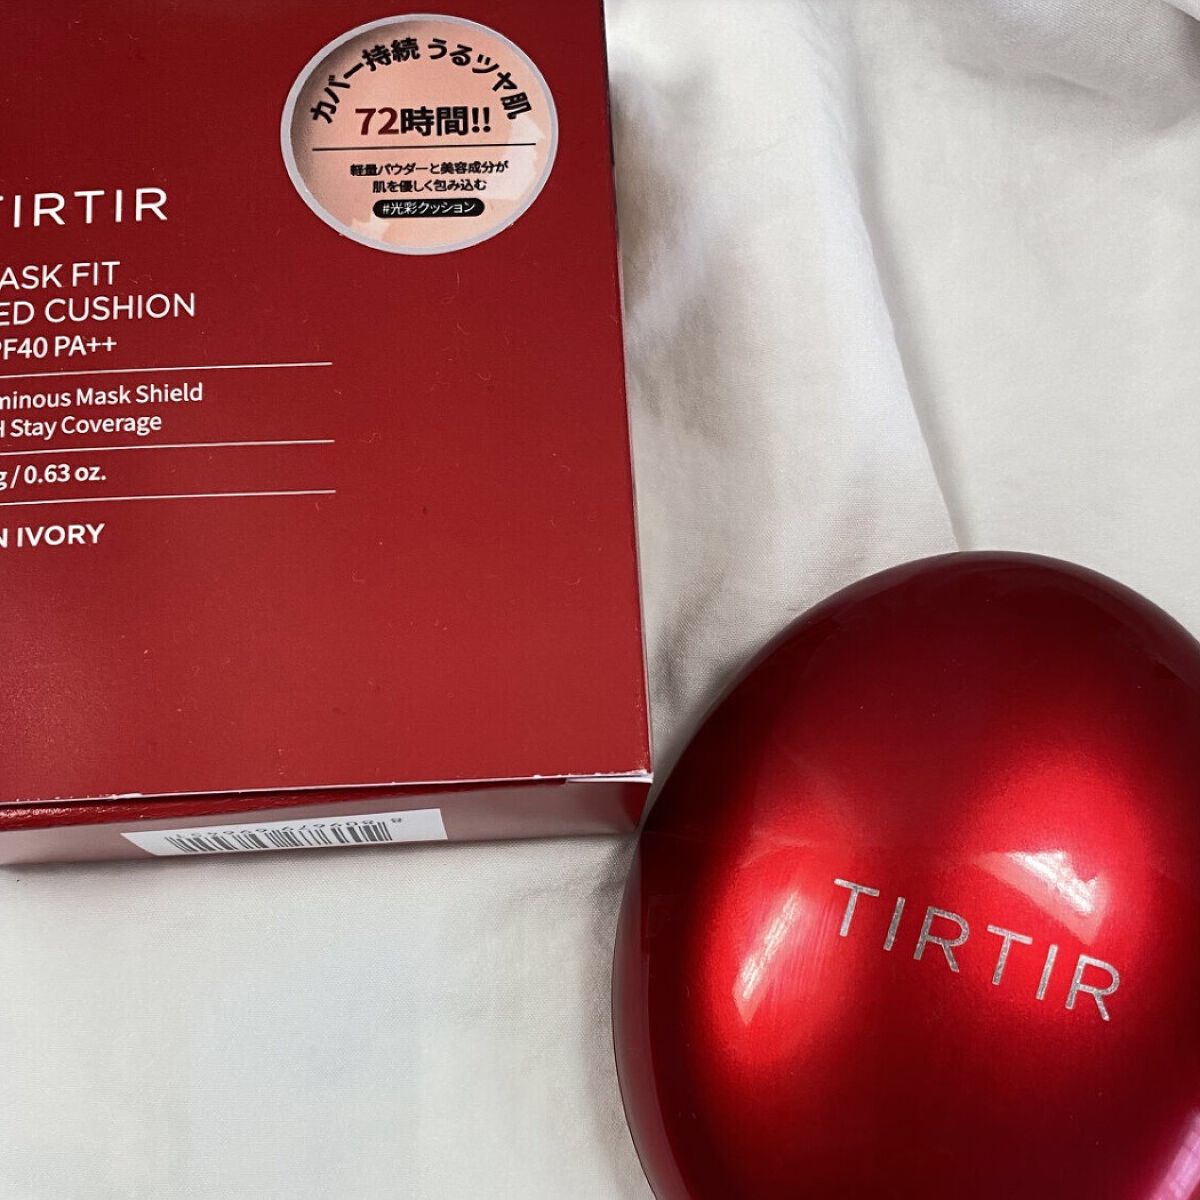 カバー持続 うるツヤ肌
72時間!!
軽量パウダーと美容成分が
肌を優しく包み込む
#光彩クッション
TIRTIR
ASK FIT
ED CUSHION
PF40 PA++
minous Mask Shield
H Stay Coverage
g / 0.63 oz.
N IVORY
TIRTIR